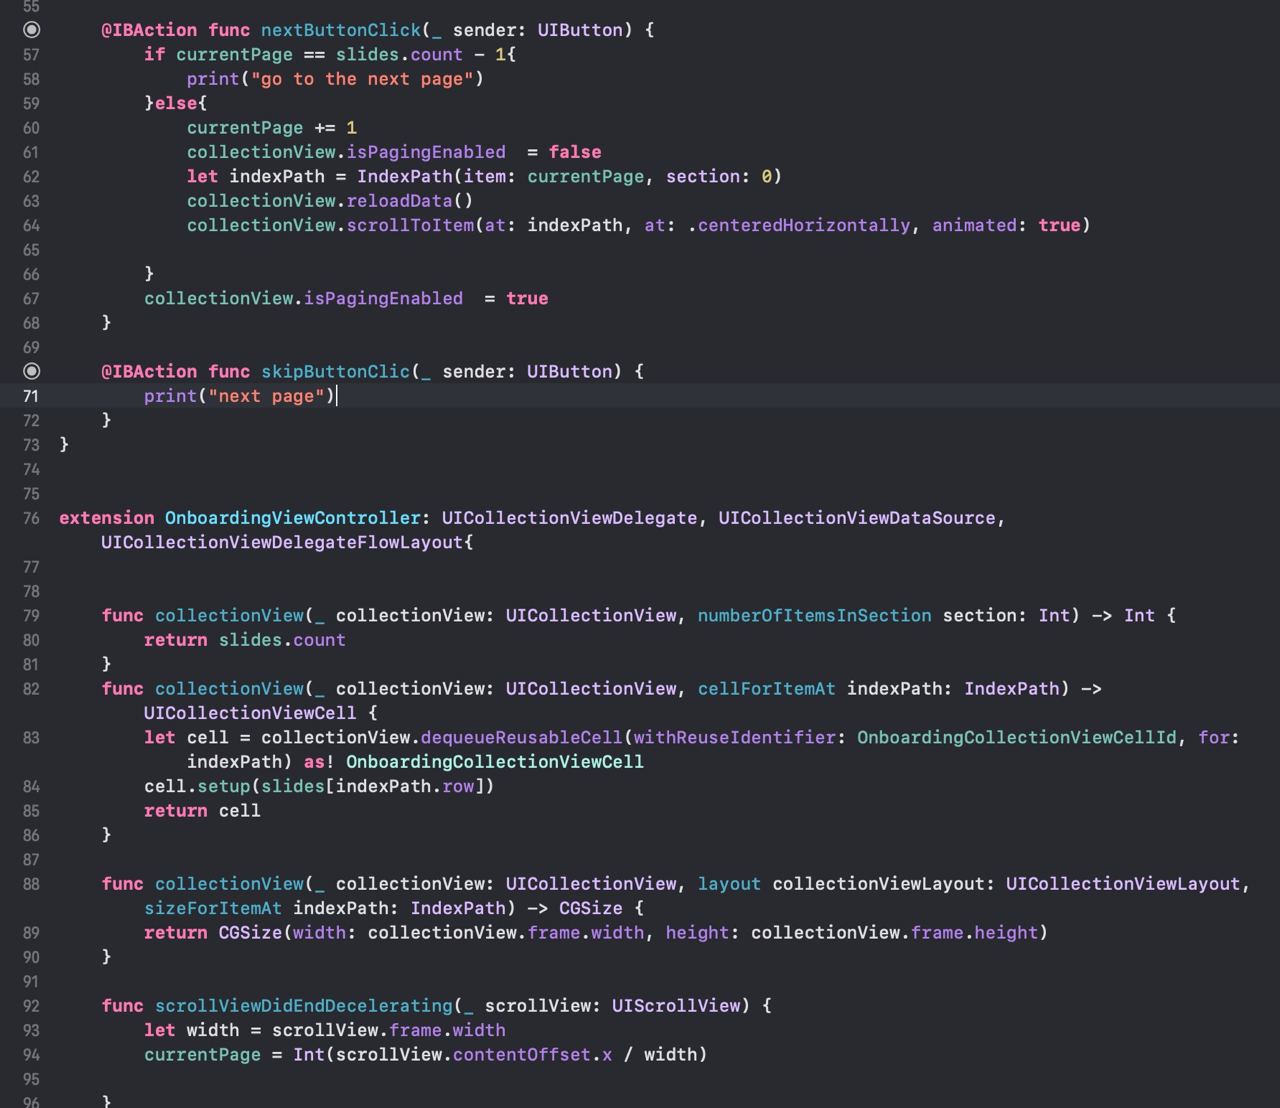 55
@IBAction func nextButtonClick(_ sender: UIButton) {
57 if currentPage == slides.count - 1{
58 print("go to the next page")
59 }else{
60 currentPage += 1
61 collectionView.isPagingEnabled  = false
62 let indexPath = IndexPath(item: currentPage, section: 0)
63 collectionView.reloadData()
64 collectionView.scrollToItem(at: indexPath, at: .centeredHorizontally, animated: true)
65
66 }
67 collectionView.isPagingEnabled  = true
68 }
69
@IBAction func skipButtonClic(_ sender: UIButton) {
71 print("next page")
72 }
73 }
74
75
76 extension OnboardingViewController: UICollectionViewDelegate, UICollectionViewDataSource,
UICollectionViewDelegateFlowLayout{
77
78
79 func collectionView(_ collectionView: UICollectionView, numberOfItemsInSection section: Int) -> Int {
80 return slides.count
81 }
82 func collectionView(_ collectionView: UICollectionView, cellForItemAt indexPath: IndexPath) ->
UICollectionViewCell {
83 let cell = collectionView.dequeueReusableCell(withReuseIdentifier: OnboardingCollectionViewCellId, for:
indexPath) as! OnboardingCollectionViewCell
84 cell.setup(slides[indexPath.row])
85 return cell
86 }
87
88 func collectionView(_ collectionView: UICollectionView, layout collectionViewLayout: UICollectionViewLayout,
sizeForItemAt indexPath: IndexPath) -> CGSize {
89 return CGSize(width: collectionView.frame.width, height: collectionView.frame.height)
90 }
91
92 func scrollViewDidEndDecelerating(_ scrollView: UIScrollView) {
93 let width = scrollView.frame.width
94 currentPage = Int(scrollView.contentOffset.x / width)
95
96 }